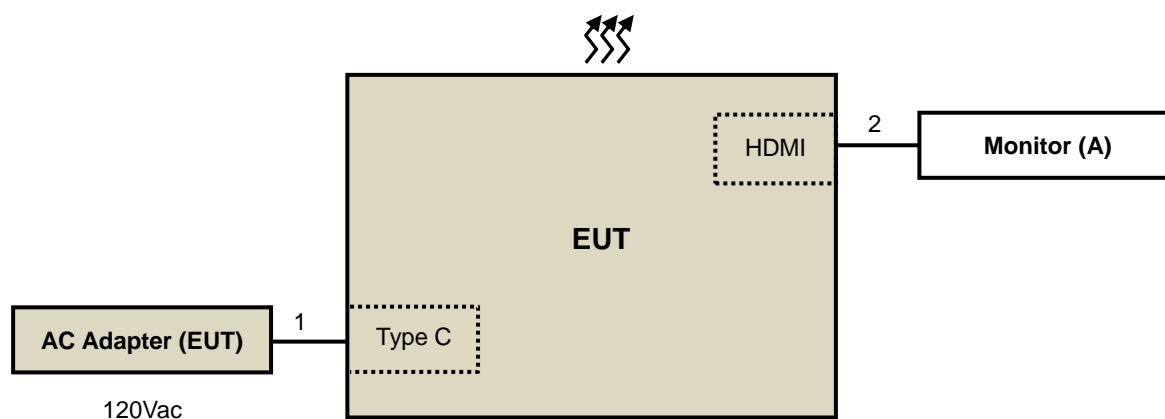 2
HDMI
Monitor (A)
EUT
1
AC Adapter (EUT)
Type C
120Vac